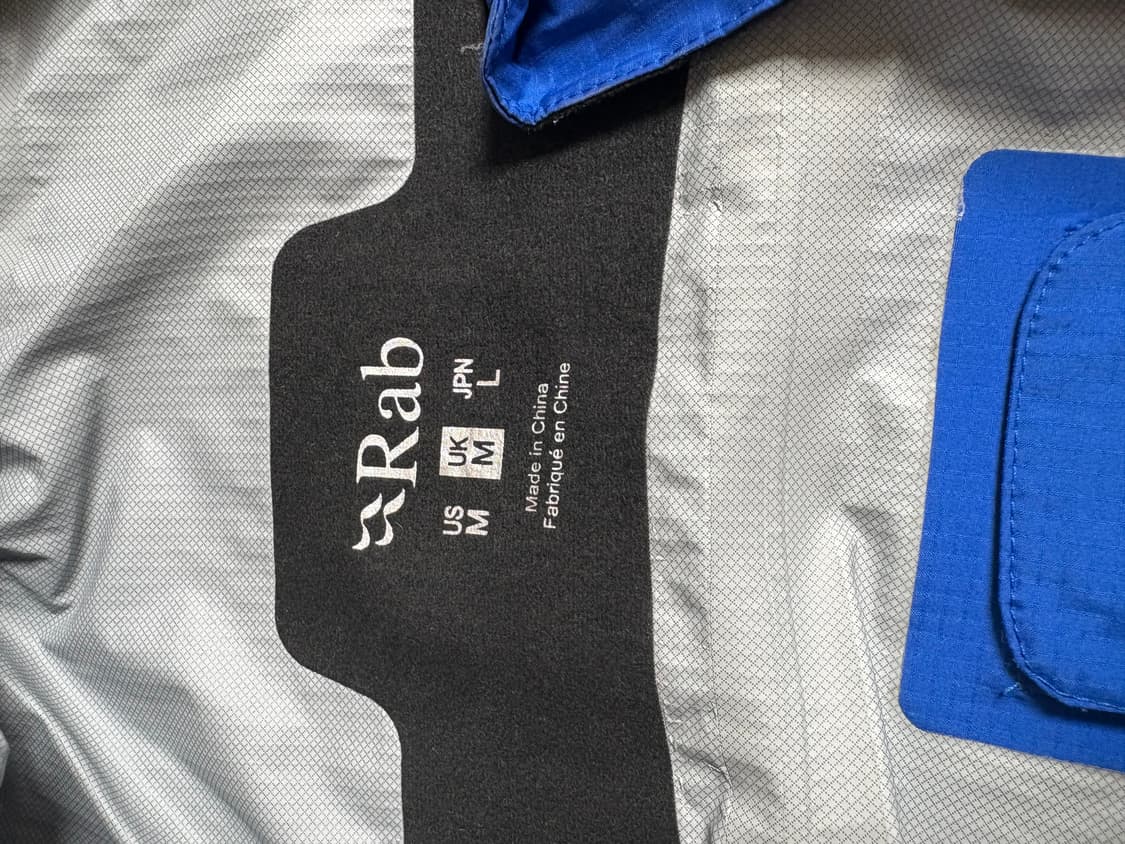 Rab
US UK JPN
M M L
Made in China
Fabriqué en Chine